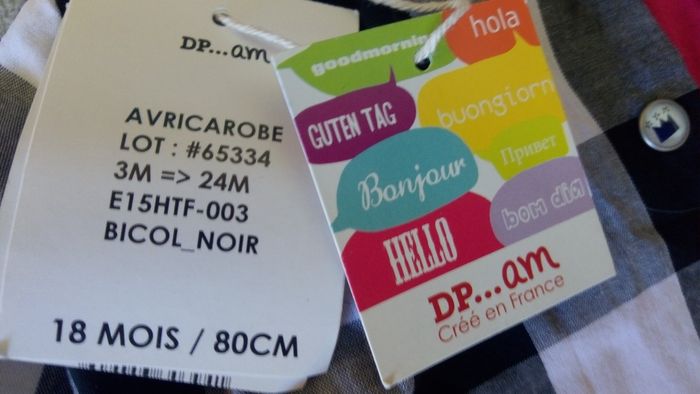 DP...am
AVRICAROBE
LOT : #65334
3M => 24M
E15HTF-003
BICOL_NOIR
18 MOIS / 80CM
goodmorning
hola
GUTEN TAG
buongiorno
Привет
Bonjour
bom dia
HELLO
DP...am
Créé en France